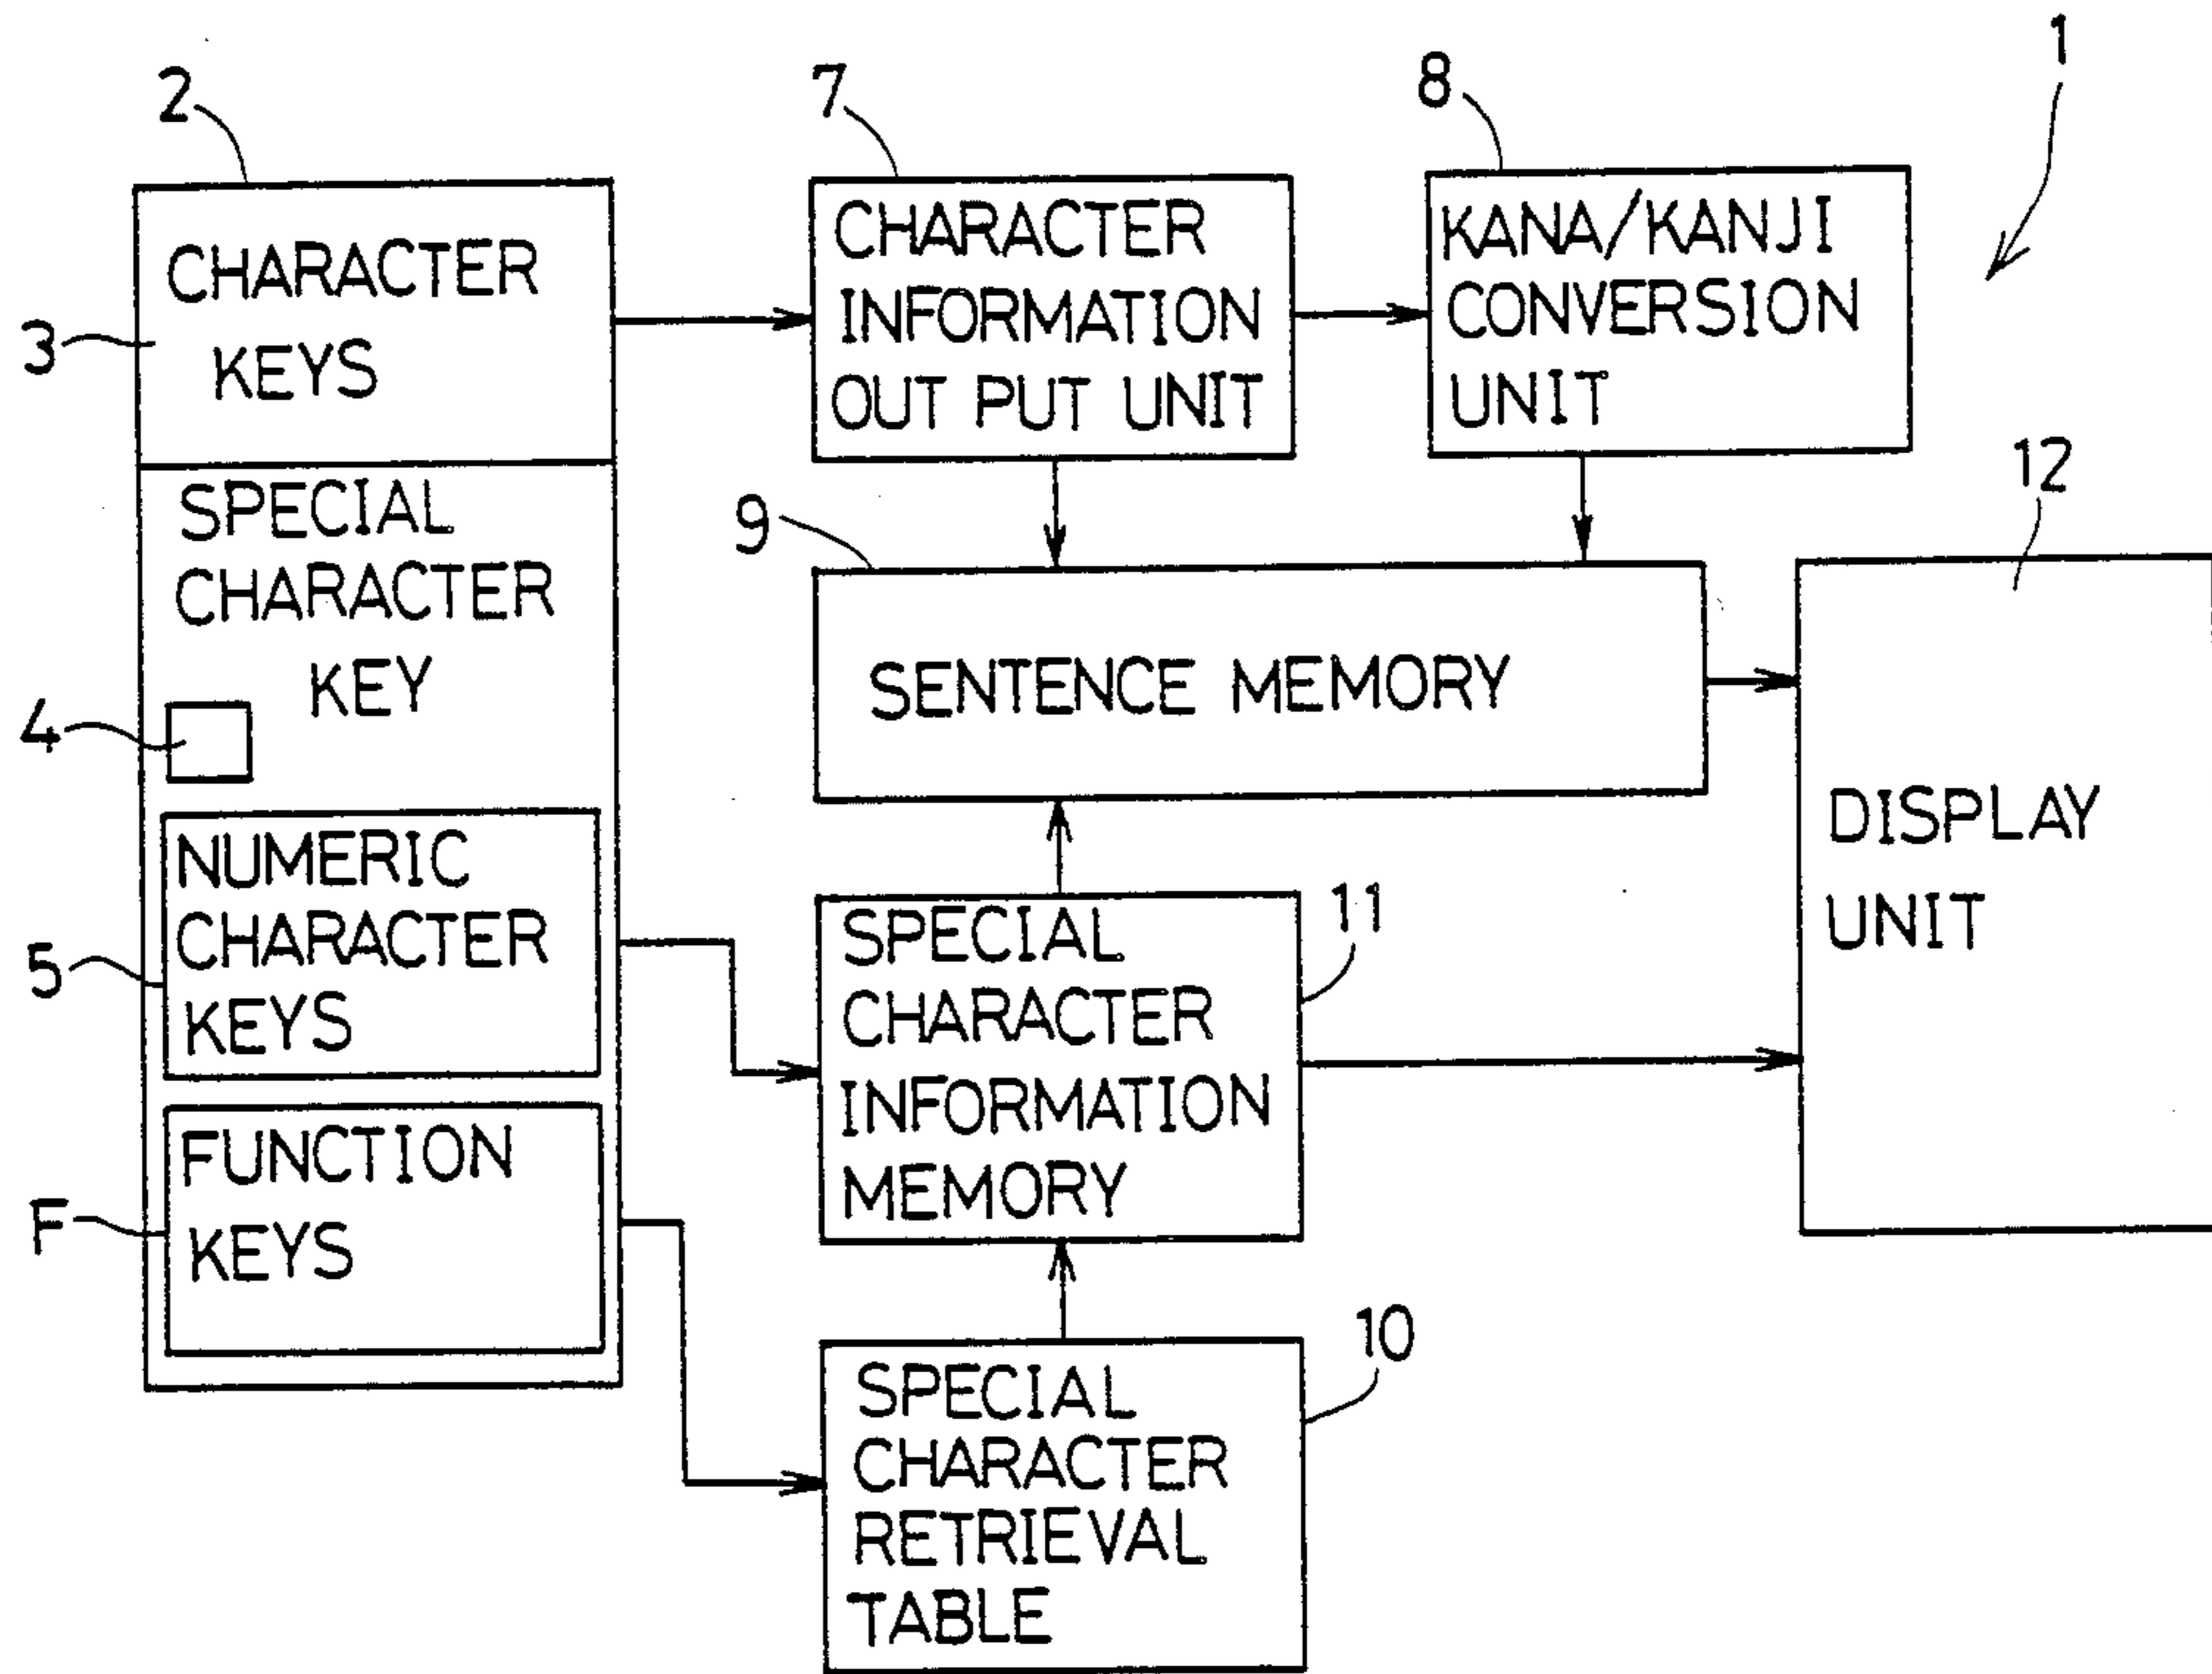 1
2
7
8
CHARACTER
KEYS
3
CHARACTER
INFORMATION
OUT PUT UNIT
KANA/KANJI
CONVERSION
UNIT
SPECIAL
CHARACTER
KEY
4
9
SENTENCE MEMORY
12
DISPLAY
UNIT
NUMERIC
CHARACTER
KEYS
5
SPECIAL
CHARACTER
INFORMATION
MEMORY
11
FUNCTION
KEYS
F
10
SPECIAL
CHARACTER
RETRIEVAL
TABLE